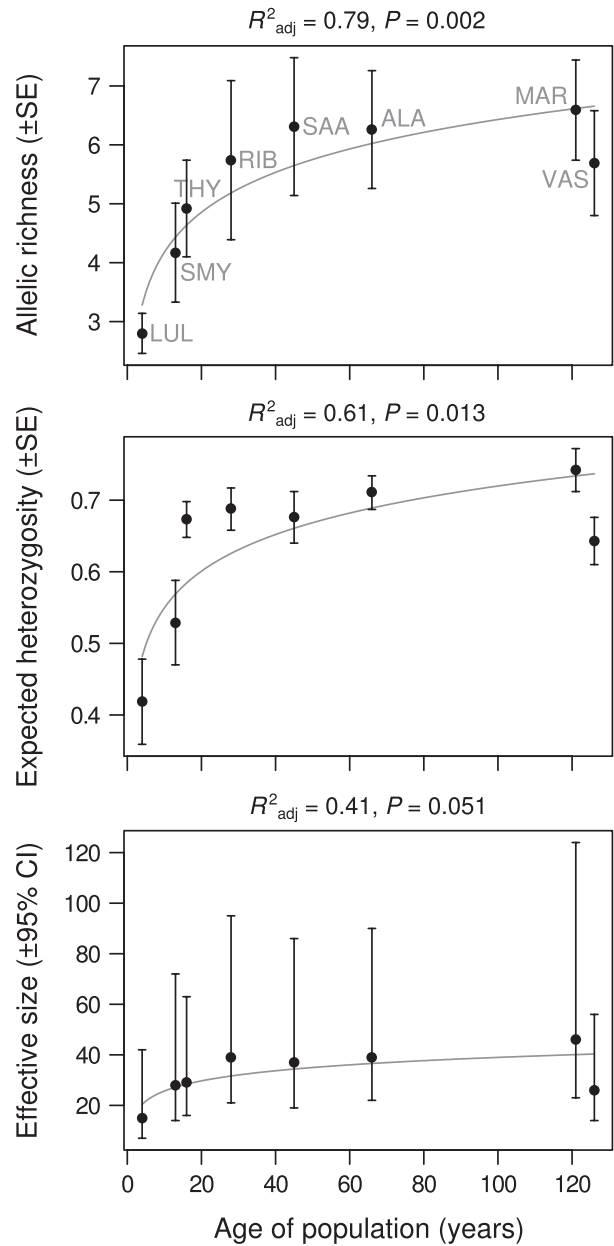 R²adj = 0.79, P = 0.002
Allelic richness (±SE)
7
6
5
4
3
LUL
SMY
THY
RIB
SAA
ALA
MAR
VAS
R²adj = 0.61, P = 0.013
Expected heterozygosity (±SE)
0.7
0.6
0.5
0.4
R²adj = 0.41, P = 0.051
Effective size (±95% CI)
120
100
80
60
40
20
0 20 40 60 80 100 120
Age of population (years)